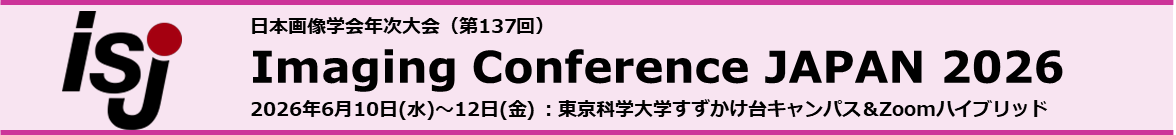 isj
日本画像学会年次大会（第137回）
Imaging Conference JAPAN 2026
2026年6月10日(水)～12日(金) ：東京科学大学すずかけ台キャンパス&Zoomハイブリッド